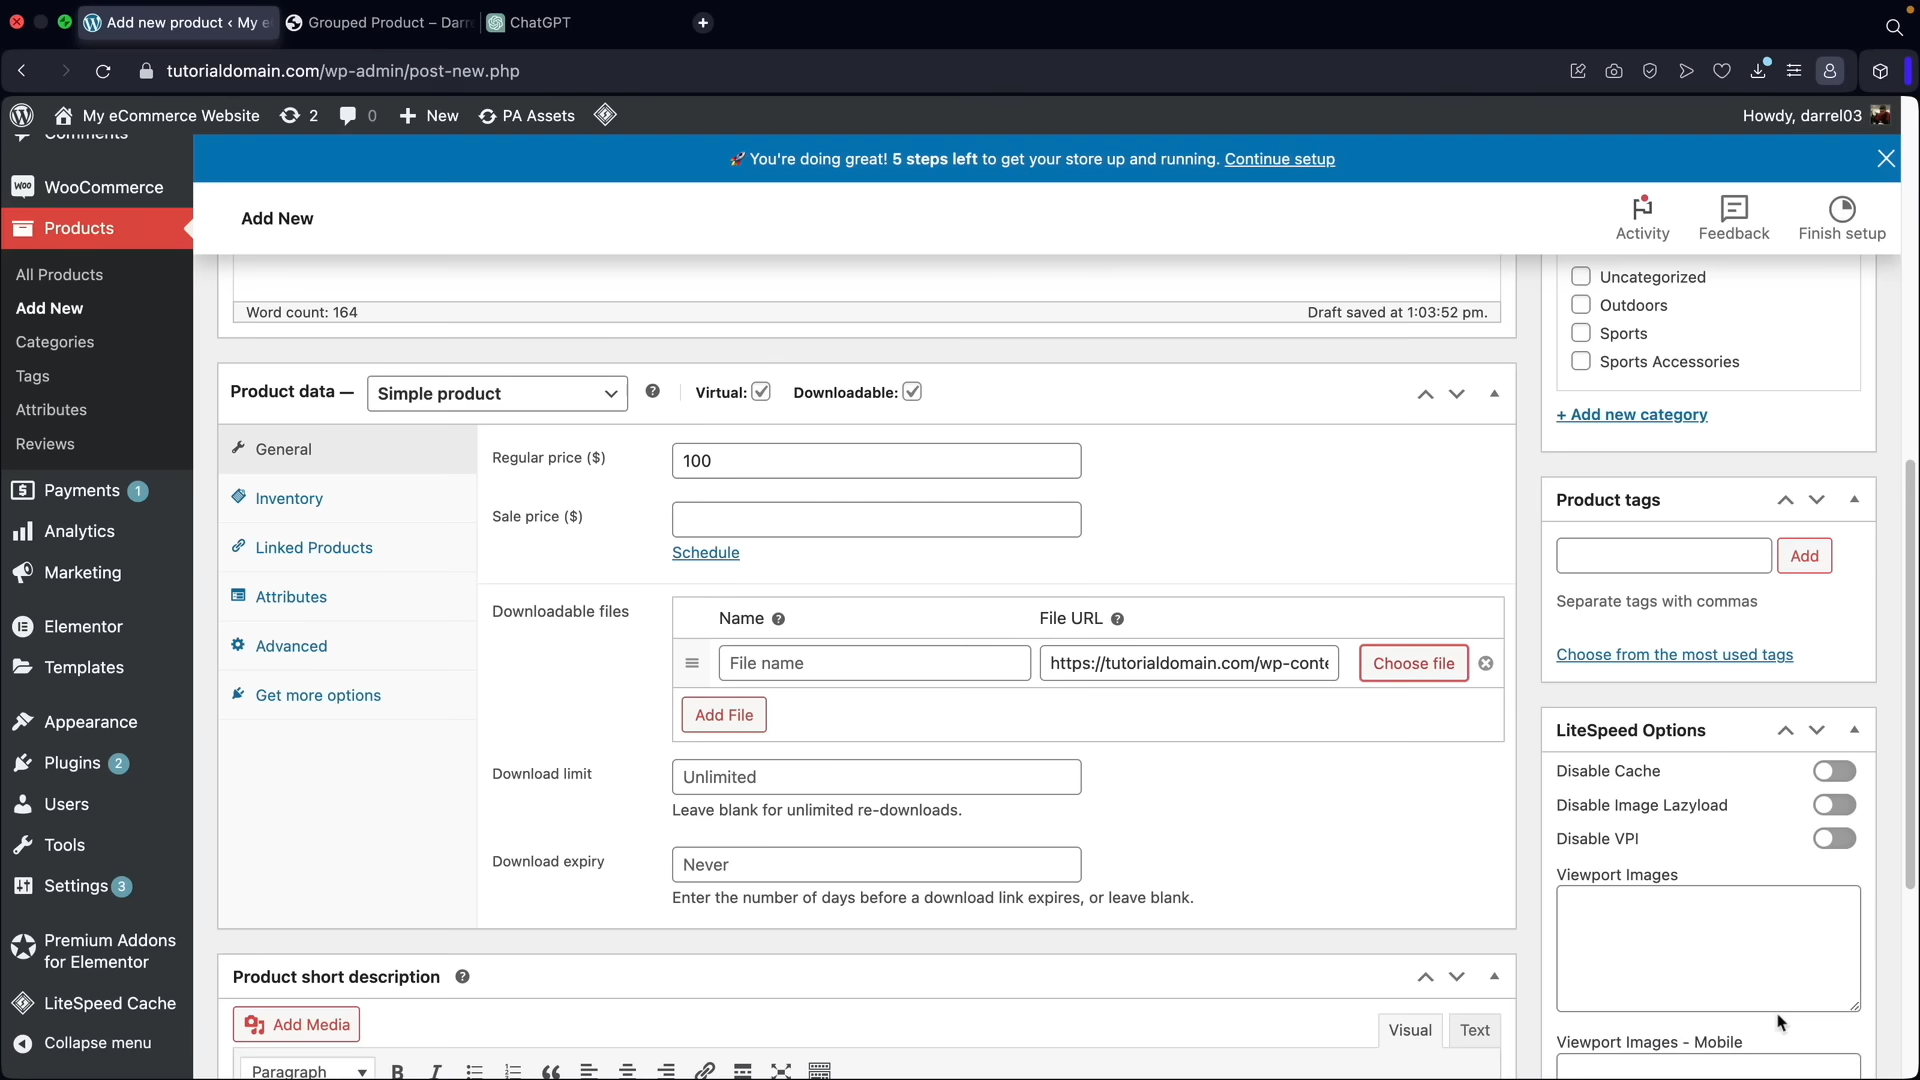 Add new product ‹ My e
Grouped Product – Darre
ChatGPT
tutorialdomain.com/wp-admin/post-new.php
My eCommerce Website
2
0
New
PA Assets
Howdy, darrel03
Comments
WooCommerce
Products
All Products
Add New
Categories
Tags
Attributes
Reviews
Payments 1
Analytics
Marketing
Elementor
Templates
Appearance
Plugins 2
Users
Tools
Settings 3
Premium Addons
for Elementor
LiteSpeed Cache
Collapse menu
🚀 You're doing great! 5 steps left to get your store up and running. Continue setup
Add New
Activity
Feedback
Finish setup
Word count: 164
Draft saved at 1:03:52 pm.
Product data —
Simple product
Virtual:
Downloadable:
General
Inventory
Linked Products
Attributes
Advanced
Get more options
Regular price ($)
100
Sale price ($)
Schedule
Downloadable files
Name
File URL
File name
https://tutorialdomain.com/wp-conte
Choose file
Add File
Download limit
Unlimited
Leave blank for unlimited re-downloads.
Download expiry
Never
Enter the number of days before a download link expires, or leave blank.
Product short description
Add Media
Visual
Text
Paragraph
Uncategorized
Outdoors
Sports
Sports Accessories
+ Add new category
Product tags
Add
Separate tags with commas
Choose from the most used tags
LiteSpeed Options
Disable Cache
Disable Image Lazyload
Disable VPI
Viewport Images
Viewport Images - Mobile